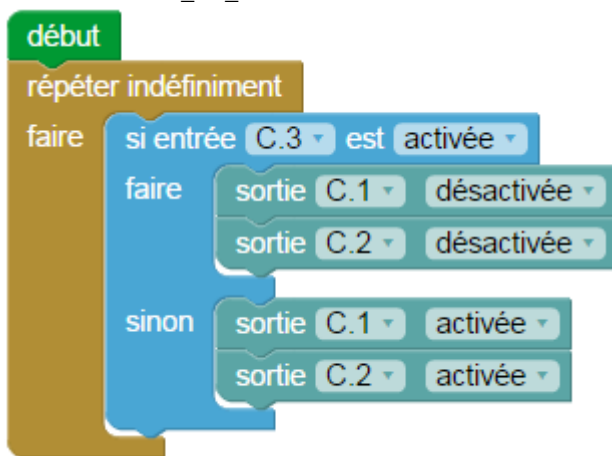 début
répéter indéfiniment
faire si entrée C.3 est activée
faire sortie C.1 désactivée
sortie C.2 désactivée
sinon sortie C.1 activée
sortie C.2 activée